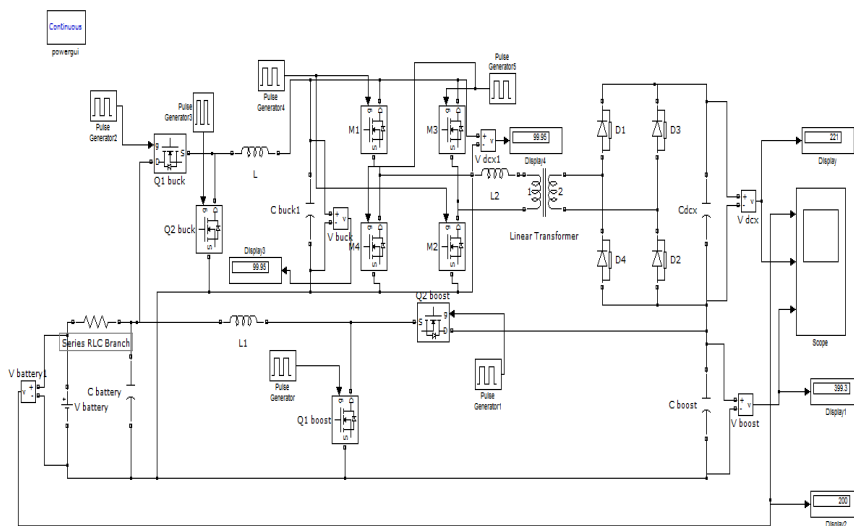 Continuous
powergui
Pulse
Generator2
Pulse
Generator3
Pulse
Generator4
Pulse
Generator5
g
D
S
Q1 buck
L
g
D
S
Q2 buck
C buck1
+
-
v
V buck
Display3
99.95
g
D
S
M1
g
D
S
M3
g
D
S
M4
g
D
S
M2
+
-
v
V dcx1
99.95
Display4
L2
1
2
Linear Transformer
D1
D3
D4
D2
Cdcx
+
-
v
V dcx
221
Display
Scope
Series RLC Branch
L1
Q2 boost
g
D
S
Pulse
Generator
Pulse
Generator1
g
D
S
Q1 boost
V battery1
+
-
v
C battery
+
V battery
C boost
+
-
v
V boost
399.3
Display1
200
Display2